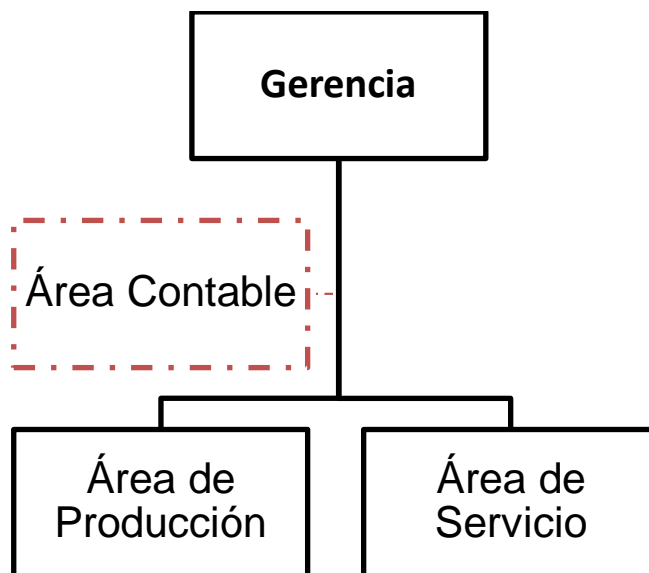 Gerencia
Área Contable
Área de
Producción
Área de
Servicio